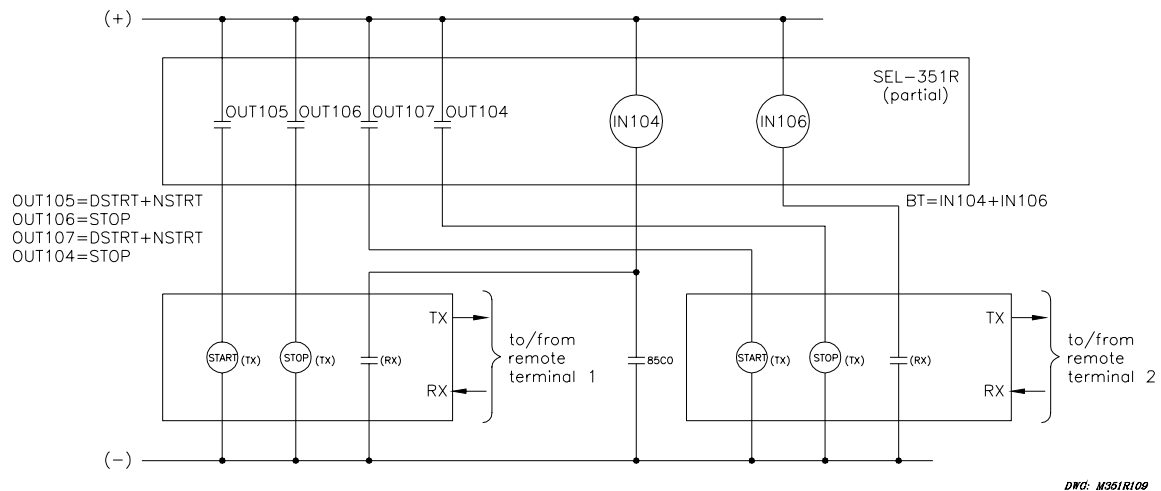 (+)
SEL-351R
(partial)
OUT105
OUT106
OUT107
OUT104
IN104
IN106
OUT105=DSTRT+NSTRT
OUT106=STOP
OUT107=DSTRT+NSTRT
OUT104=STOP
BT=IN104+IN106
TX
RX
START
(TX)
STOP
(TX)
(RX)
to/from
remote
terminal 1
85CO
START
(TX)
STOP
(TX)
(RX)
TX
RX
to/from
remote
terminal 2
(-)
DWG: M351R109